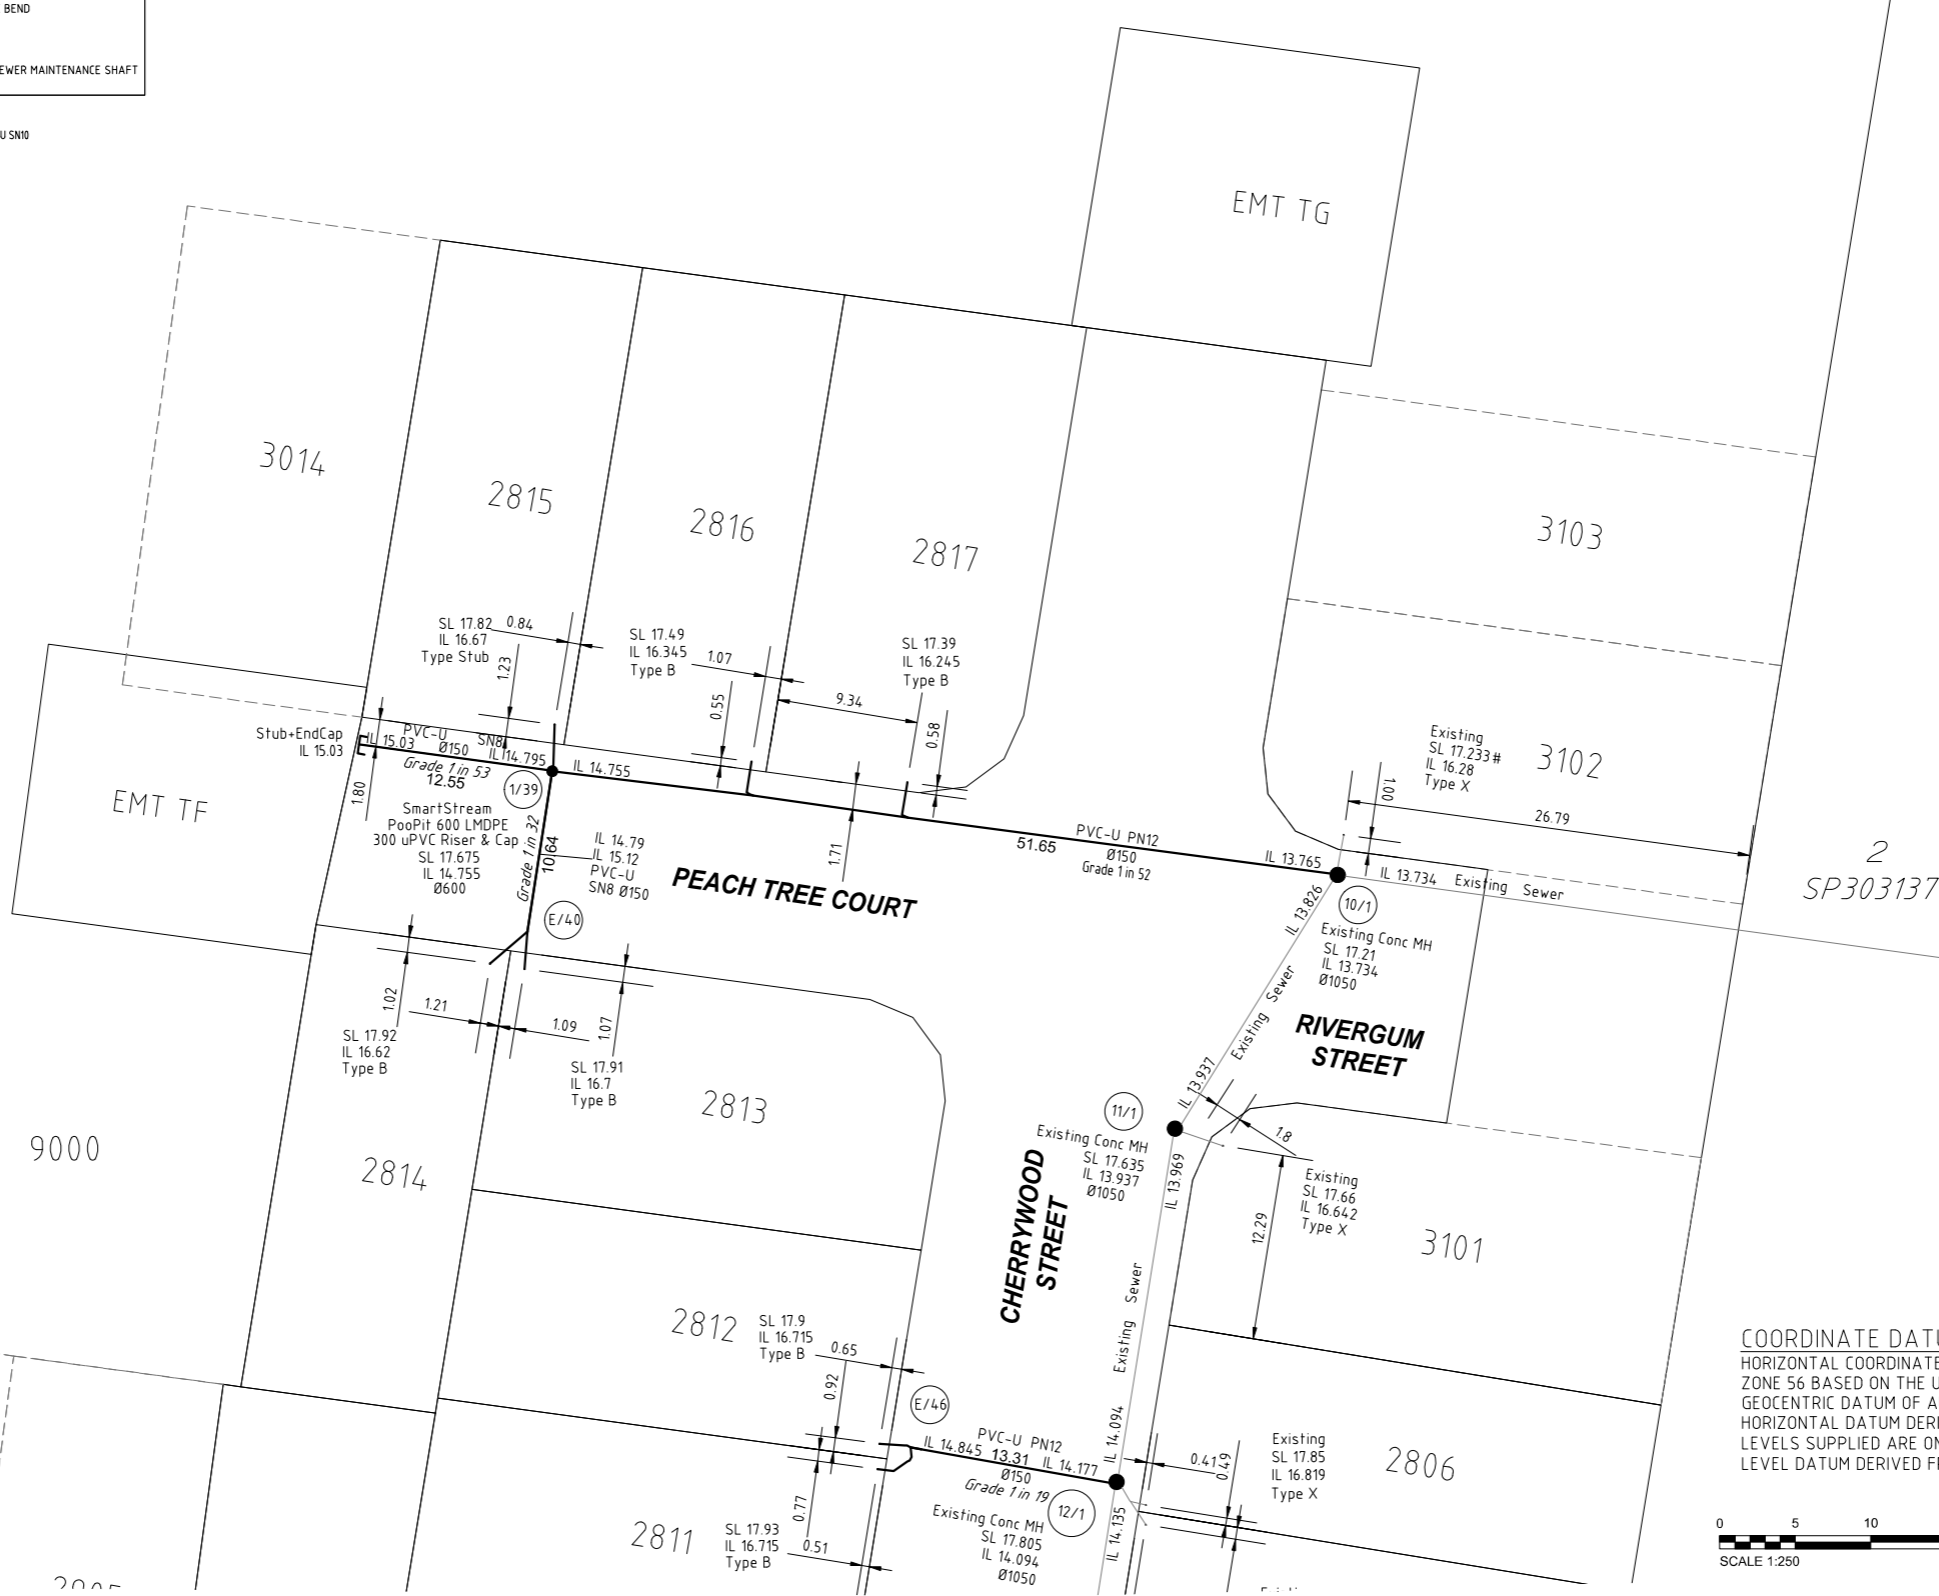 BEND
EWER MAINTENANCE SHAFT
U SN10
EMT TG
3014
2815
2816
2817
3103
3102
SL 17.82
IL 16.67
Type Stub
0.84
1.23
SL 17.49
IL 16.345
Type B
1.07
0.55
SL 17.39
IL 16.245
Type B
9.34
0.58
Existing
SL 17.233#
IL 16.28
Type X
1.00
26.79
Stub+EndCap
IL 15.03
IL 15.03
PVC-U
Ø150
SN8
IL 14.795
IL 14.755
Grade 1 in 53
12.55
1/39
1.80
EMT TF
SmartStream
PooPit 600 LMDPE
300 uPVC Riser & Cap
SL 17.675
IL 14.755
Ø600
Grade 1 in 32
10.64
IL 14.79
IL 15.12
PVC-U
SN8 Ø150
1.71
PEACH TREE COURT
51.65
PVC-U PN12
Ø150
Grade 1 in 52
IL 13.765
IL 13.734
Existing Sewer
2
SP303137
E/40
10/1
IL 13.826
Existing Conc MH
SL 17.21
IL 13.734
Ø1050
1.02
1.21
1.09
1.07
SL 17.92
IL 16.62
Type B
SL 17.91
IL 16.7
Type B
Existing Sewer
RIVERGUM
STREET
IL 13.937
2813
2814
9000
11/1
Existing Conc MH
SL 17.635
IL 13.937
Ø1050
1.8
Existing
SL 17.66
IL 16.642
Type X
IL 13.969
12.29
3101
CHERRYWOOD
STREET
Existing Sewer
2812
SL 17.9
IL 16.715
Type B
0.65
0.92
E/46
PVC-U PN12
IL 14.845
13.31
IL 14.177
Ø150
Grade 1 in 19
IL 14.094
0.41
0.49
Existing
SL 17.85
IL 16.819
Type X
2806
2811
SL 17.93
IL 16.715
Type B
0.77
0.51
12/1
Existing Conc MH
SL 17.805
IL 14.094
Ø1050
IL 14.135
COORDINATE DATU
HORIZONTAL COORDINATE
ZONE 56 BASED ON THE U
GEOCENTRIC DATUM OF A
HORIZONTAL DATUM DERI
LEVELS SUPPLIED ARE ON
LEVEL DATUM DERIVED F
0 5 10
SCALE 1:250